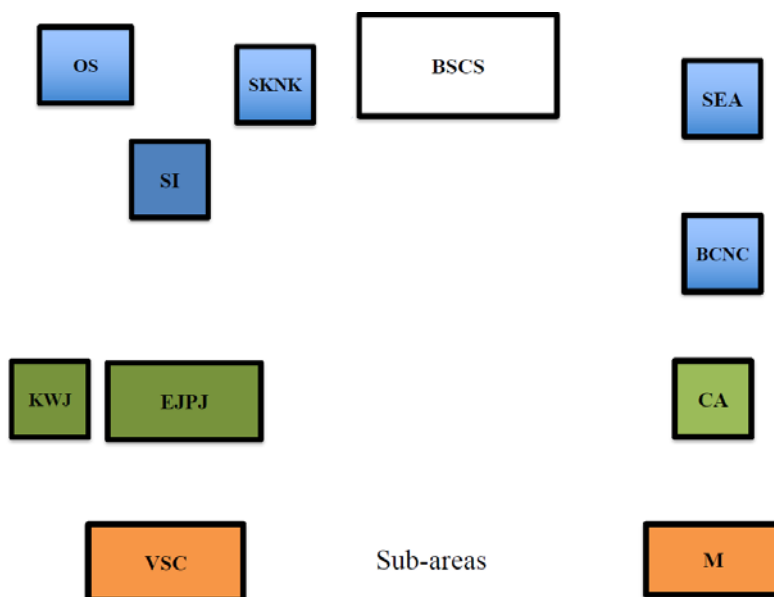 OS
SKNK
BSCS
SEA
SI
BCNC
KWJ
EJPJ
CA
VSC
Sub-areas
M